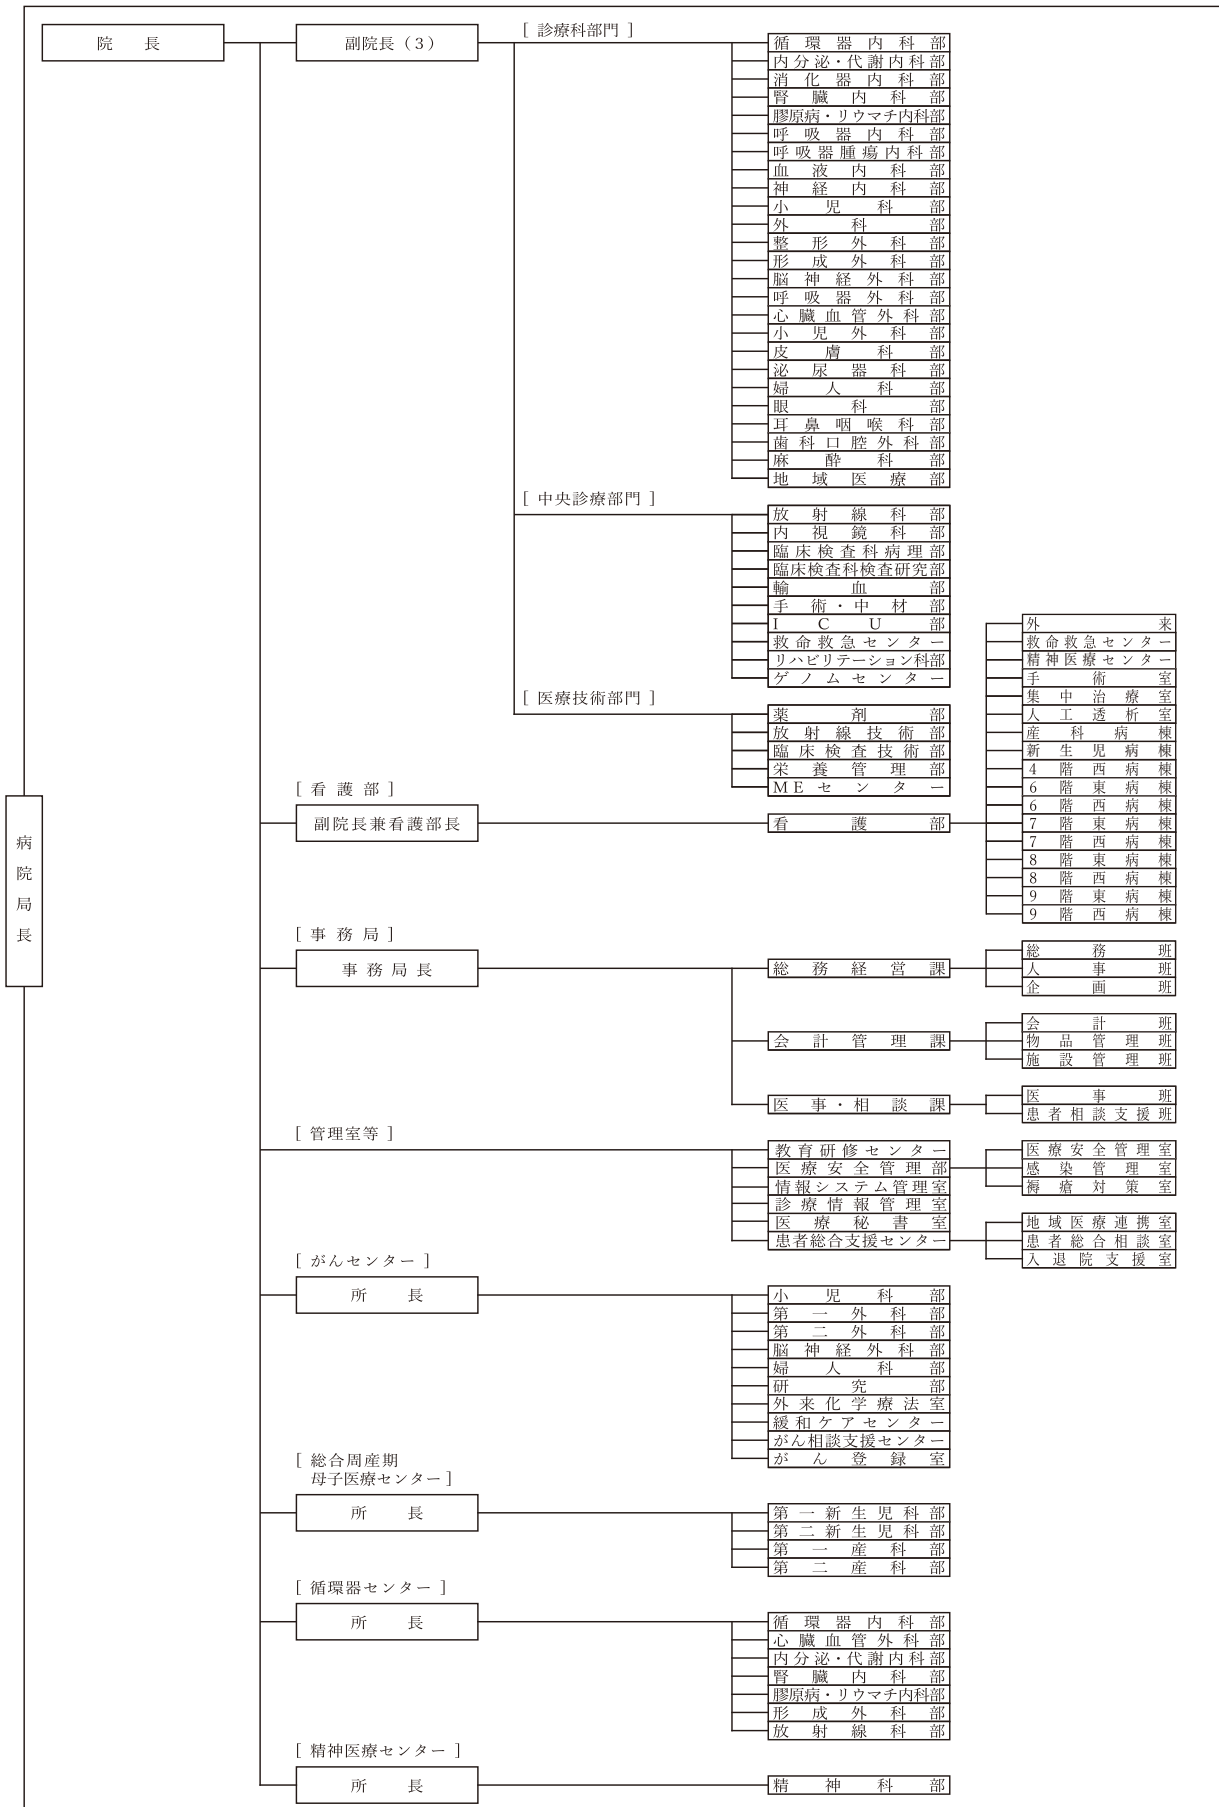 病院局長
院長
副院長（3）
[ 診療科部門 ]
循環器内科部
内分泌・代謝内科部
消化器内科部
腎臓内科部
膠原病・リウマチ内科部
呼吸器内科部
呼吸器腫瘍内科部
血液内科部
神経内科部
小児科部
外科部
整形外科部
形成外科部
脳神経外科部
呼吸器外科部
心臓血管外科部
小児外科部
皮膚科部
泌尿器科部
婦人科部
眼科部
耳鼻咽喉科部
歯科口腔外科部
麻酔科部
地域医療部
[ 中央診療部門 ]
放射線科部
内視鏡科部
臨床検査科病理部
臨床検査科検査研究部
輸血部
手術・中材部
ICU部
救命救急センター
リハビリテーション科部
ゲノムセンター
[ 医療技術部門 ]
薬剤部
放射線技術部
臨床検査技術部
栄養管理部
MEセンター
[ 看護部 ]
副院長兼看護部長
看護部
外来
救命救急センター
精神医療センター
手術室
集中治療室
人工透析室
産科病棟
新生児病棟
4階西病棟
6階東病棟
6階西病棟
7階東病棟
7階西病棟
8階東病棟
8階西病棟
9階東病棟
9階西病棟
[ 事務局 ]
事務局長
総務経営課
総務班
人事班
企画班
会計管理課
会計班
物品管理班
施設管理班
医事・相談課
医事班
患者相談支援班
[ 管理室等 ]
教育研修センター
医療安全管理部
医療安全管理室
感染管理室
褥瘡対策室
情報システム管理室
診療情報管理室
医療秘書室
患者総合支援センター
地域医療連携室
患者総合相談室
入退院支援室
[ がんセンター ]
所長
小児科部
第一外科部
第二外科部
脳神経外科部
婦人科部
研究部
外来化学療法室
緩和ケアセンター
がん相談支援センター
がん登録室
[ 総合周産期
母子医療センター ]
所長
第一新生児科部
第二新生児科部
第一産科部
第二産科部
[ 循環器センター ]
所長
循環器内科部
心臓血管外科部
内分泌・代謝内科部
腎臓内科部
膠原病・リウマチ内科部
形成外科部
放射線科部
[ 精神医療センター ]
所長
精神科部